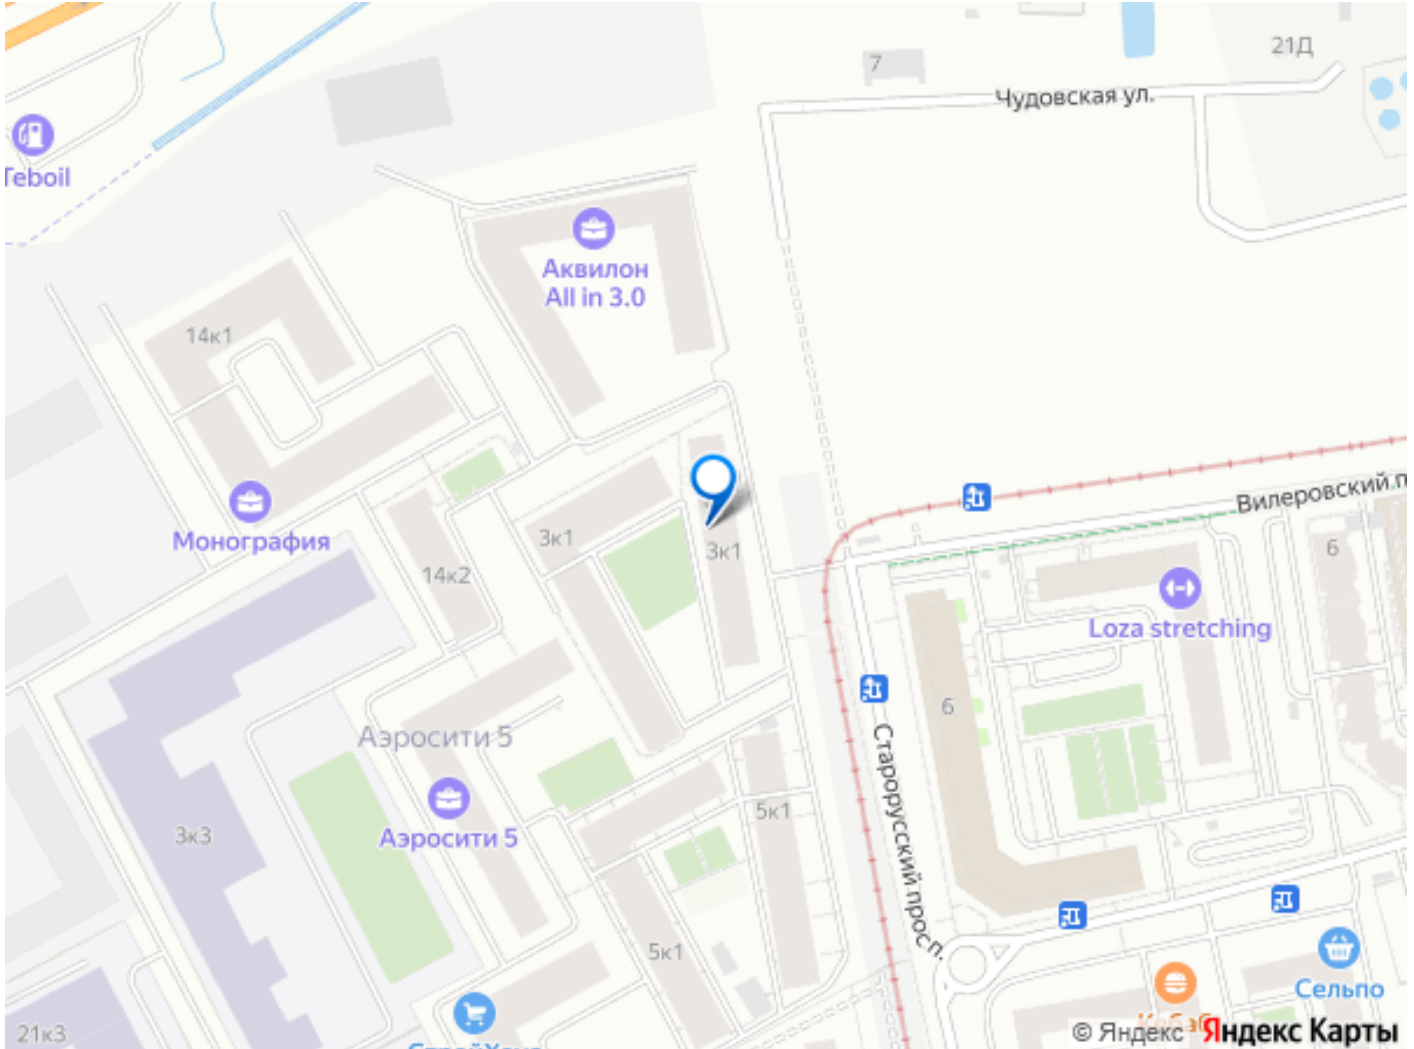 21Д
7
Чудовская ул.
Teboil
Аквилон
All in 3.0
14к1
Вилеровский п
Монография
3к1
3к1
6
14к2
Loza stretching
6
Аэросити 5
Старорусский просп.
5к1
3к3
Аэросити 5
5к1
Сельпо
21к3
© Яндекс Яндекс Карты